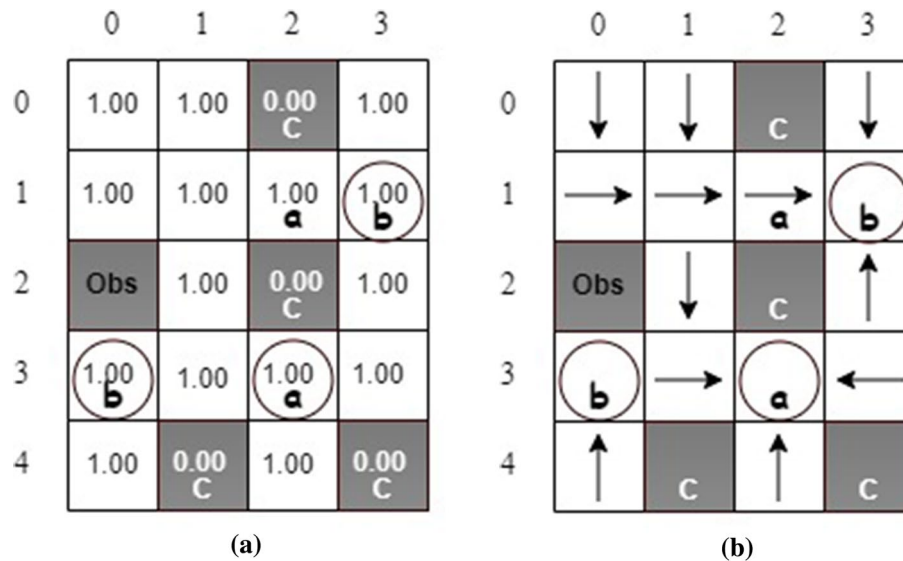 0 1 2 3
0 1.00 1.00 0.00 1.00
C
1 1.00 1.00 1.00 1.00
a b
2 Obs 1.00 0.00 1.00
C
3 1.00 1.00 1.00 1.00
b a
4 1.00 0.00 1.00 0.00
C C
(a)
0 1 2 3
0 C
1 a b
2 Obs C
3 b a
4 C C
(b)